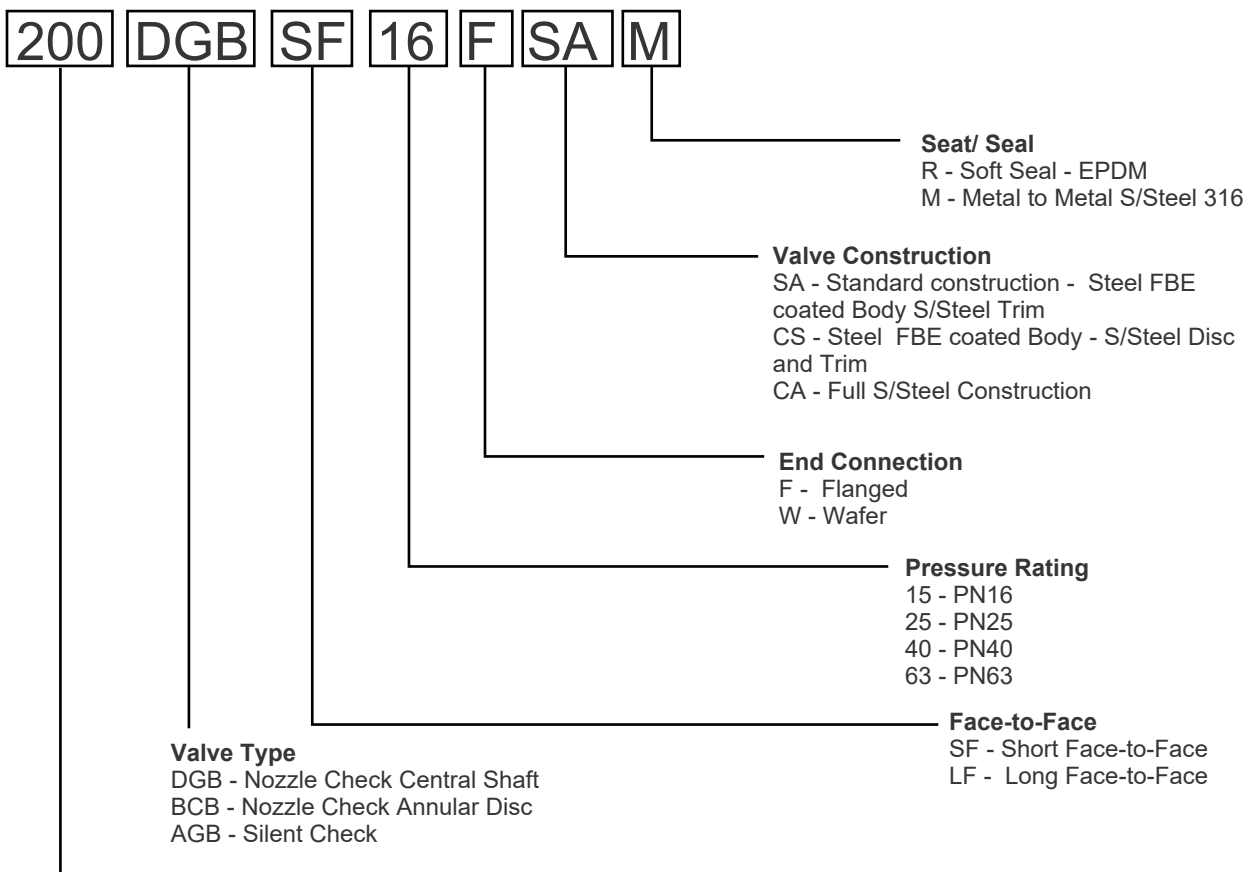 200 DGB SF 16 F SA M
Seat/ Seal
R - Soft Seal - EPDM
M - Metal to Metal S/Steel 316
Valve Construction
SA - Standard construction - Steel FBE
coated Body S/Steel Trim
CS - Steel FBE coated Body - S/Steel Disc
and Trim
CA - Full S/Steel Construction
End Connection
F - Flanged
W - Wafer
Pressure Rating
15 - PN16
25 - PN25
40 - PN40
63 - PN63
Face-to-Face
SF - Short Face-to-Face
LF - Long Face-to-Face
Valve Type
DGB - Nozzle Check Central Shaft
BCB - Nozzle Check Annular Disc
AGB - Silent Check